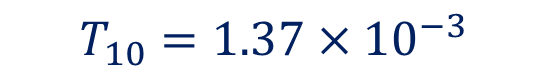 T₁₀ = 1.37 × 10⁻³